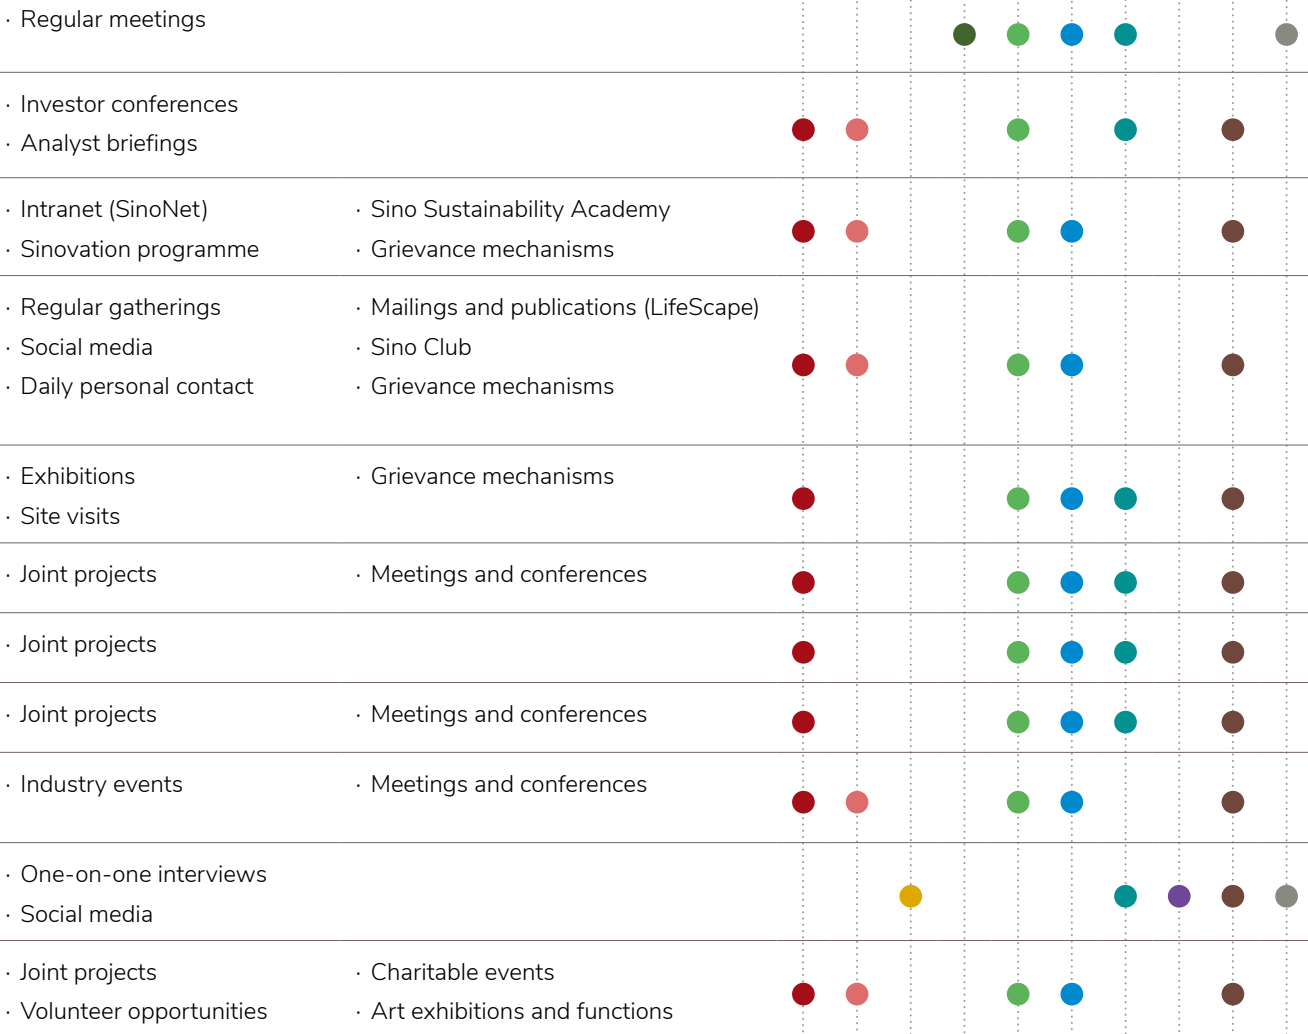 · Regular meetings
· Investor conferences
· Analyst briefings
· Intranet (SinoNet)
· Sinovation programme
· Sino Sustainability Academy
· Grievance mechanisms
· Regular gatherings
· Social media
· Daily personal contact
· Mailings and publications (LifeScape)
· Sino Club
· Grievance mechanisms
· Exhibitions
· Site visits
· Grievance mechanisms
· Joint projects
· Meetings and conferences
· Joint projects
· Joint projects
· Meetings and conferences
· Industry events
· Meetings and conferences
· One-on-one interviews
· Social media
· Joint projects
· Volunteer opportunities
· Charitable events
· Art exhibitions and functions